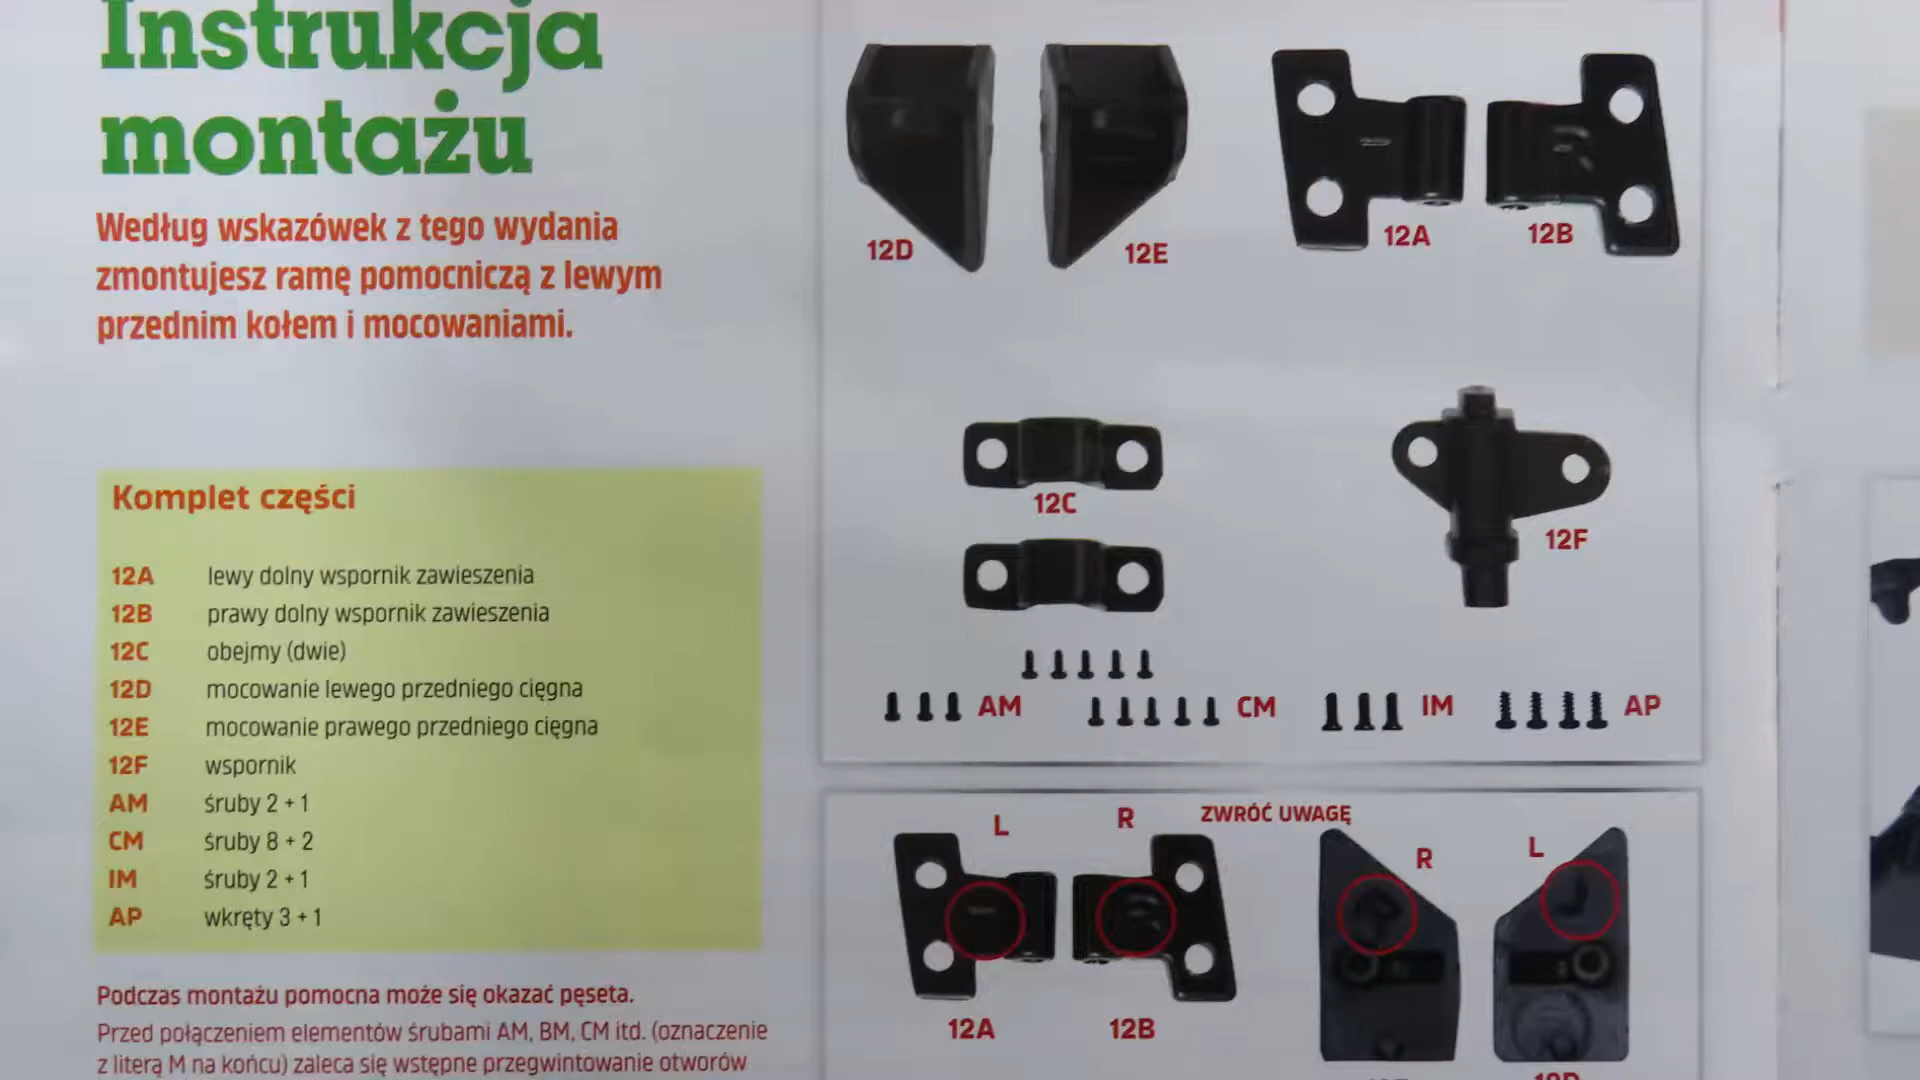 Instrukcja
montażu
Według wskazówek z tego wydania
zmontujesz ramę pomocniczą z lewym
przednim kołem i mocowaniami.
Komplet części
12A lewy dolny wspornik zawieszenia
12B prawy dolny wspornik zawieszenia
12C obejmy (dwie)
12D mocowanie lewego przedniego cięgna
12E mocowanie prawego przedniego cięgna
12F wspornik
AM śruby 2 + 1
CM śruby 8 + 2
IM śruby 2 + 1
AP wkręty 3 + 1
Podczas montażu pomocna może się okazać pęseta.
Przed połączeniem elementów śrubami AM, BM, CM itd. (oznaczenie
z literą M na końcu) zaleca się wstępne przegwintowanie otworów
12D 12E 12A 12B
12C
12F
AM CM IM AP
L R ZWRÓĆ UWAGĘ
R L
12A 12B